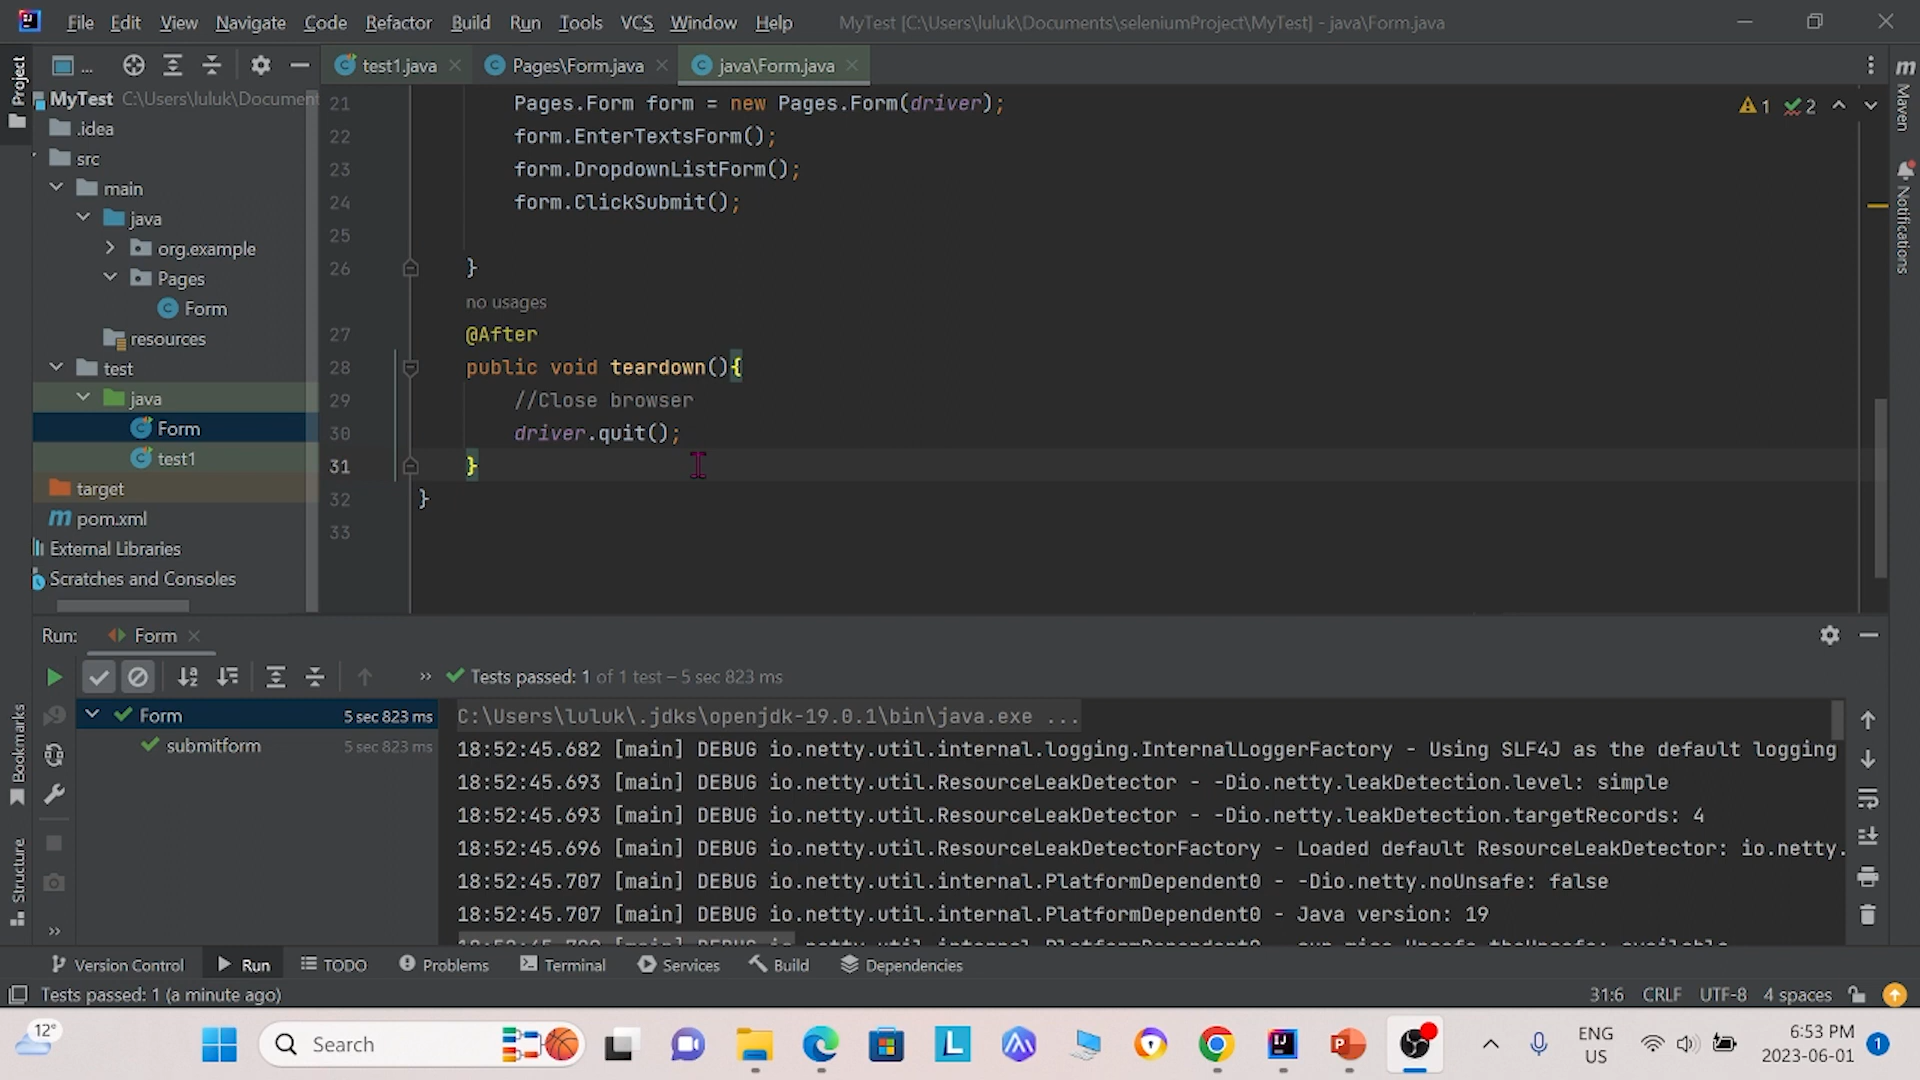 File Edit View Navigate Code Refactor Build Run Tools VCS Window Help MyTest [C:\Users\luluk\Documents\seleniumProject\MyTest] - java\Form.java
Project
...
test1.java
Pages\Form.java
java\Form.java
MyTest C:\Users\luluk\Document
.idea
src
main
java
org.example
Pages
Form
resources
test
java
Form
test1
target
pom.xml
External Libraries
Scratches and Consoles
21 Pages.Form form = new Pages.Form(driver);
22 form.EnterTextsForm();
23 form.DropdownListForm();
24 form.ClickSubmit();
25
26 }
no usages
27 @After
28 public void teardown(){
29 //Close browser
30 driver.quit();
31 }
32 }
33
1 2
Maven
Notifications
Run: Form
Tests passed: 1 of 1 test – 5 sec 823 ms
Form 5 sec 823 ms
submitform 5 sec 823 ms
C:\Users\luluk\.jdks\openjdk-19.0.1\bin\java.exe ...
18:52:45.682 [main] DEBUG io.netty.util.internal.logging.InternalLoggerFactory - Using SLF4J as the default logging
18:52:45.693 [main] DEBUG io.netty.util.ResourceLeakDetector - -Dio.netty.leakDetection.level: simple
18:52:45.693 [main] DEBUG io.netty.util.ResourceLeakDetector - -Dio.netty.leakDetection.targetRecords: 4
18:52:45.696 [main] DEBUG io.netty.util.ResourceLeakDetectorFactory - Loaded default ResourceLeakDetector: io.netty.
18:52:45.707 [main] DEBUG io.netty.util.internal.PlatformDependent0 - -Dio.netty.noUnsafe: false
18:52:45.707 [main] DEBUG io.netty.util.internal.PlatformDependent0 - Java version: 19
Bookmarks
Structure
Version Control Run TODO Problems Terminal Services Build Dependencies
Tests passed: 1 (a minute ago)
31:6 CRLF UTF-8 4 spaces
12°
Search
ENG
US
6:53 PM
2023-06-01
1